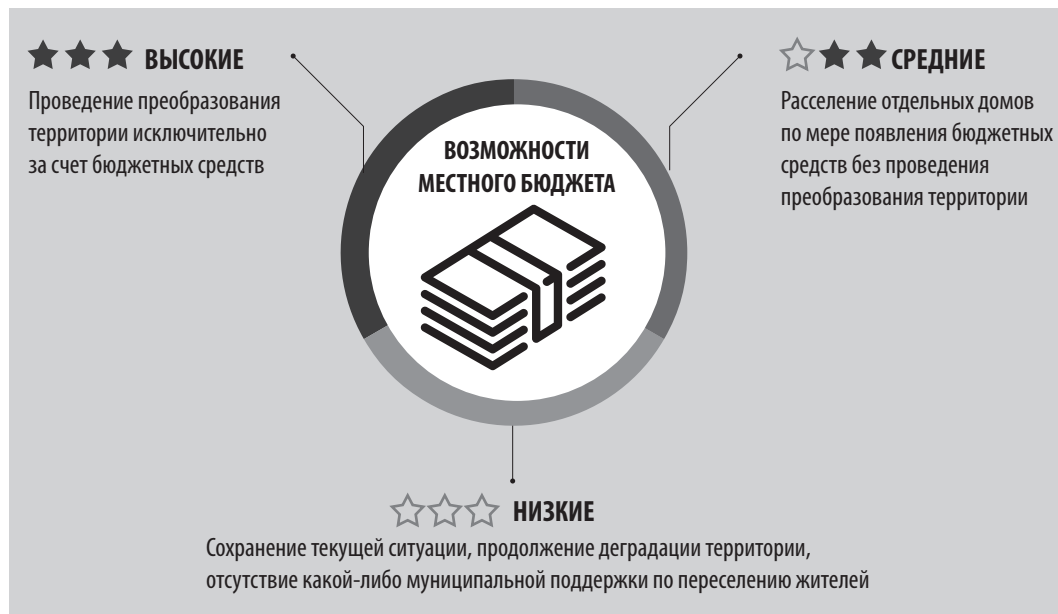 ВЫСОКИЕ
Проведение преобразования
территории исключительно
за счет бюджетных средств
СРЕДНИЕ
Расселение отдельных домов
по мере появления бюджетных
средств без проведения
преобразования территории
ВОЗМОЖНОСТИ
МЕСТНОГО БЮДЖЕТА
НИЗКИЕ
Сохранение текущей ситуации, продолжение деградации территории,
отсутствие какой-либо муниципальной поддержки по переселению жителей